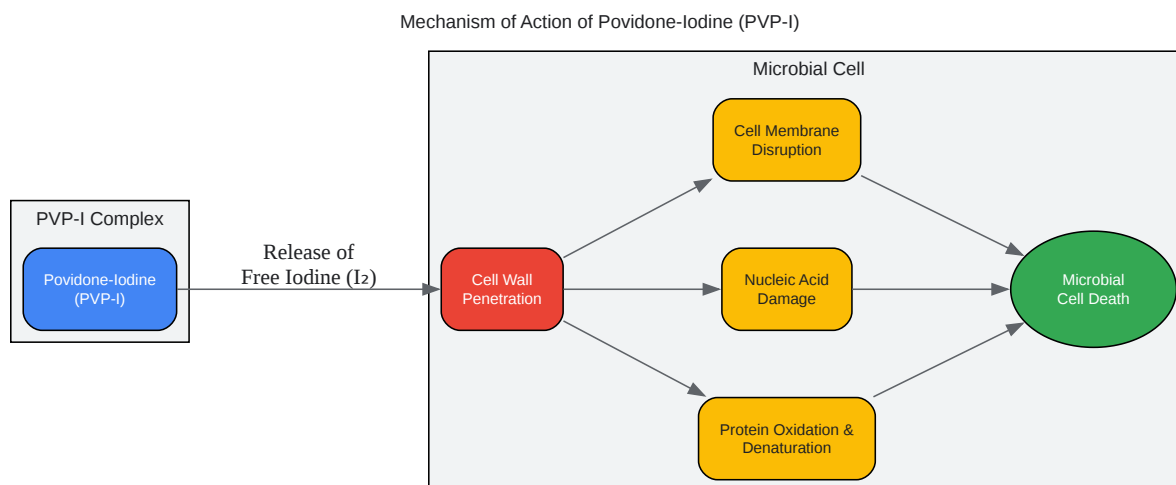 Mechanism of Action of Povidone-Iodine (PVP-I)
Microbial Cell
Cell Membrane
Disruption
PVP-I Complex
Povidone-Iodine
(PVP-I)
Release of
Free Iodine (I₂)
Cell Wall
Penetration
Nucleic Acid
Damage
Microbial
Cell Death
Protein Oxidation &
Denaturation